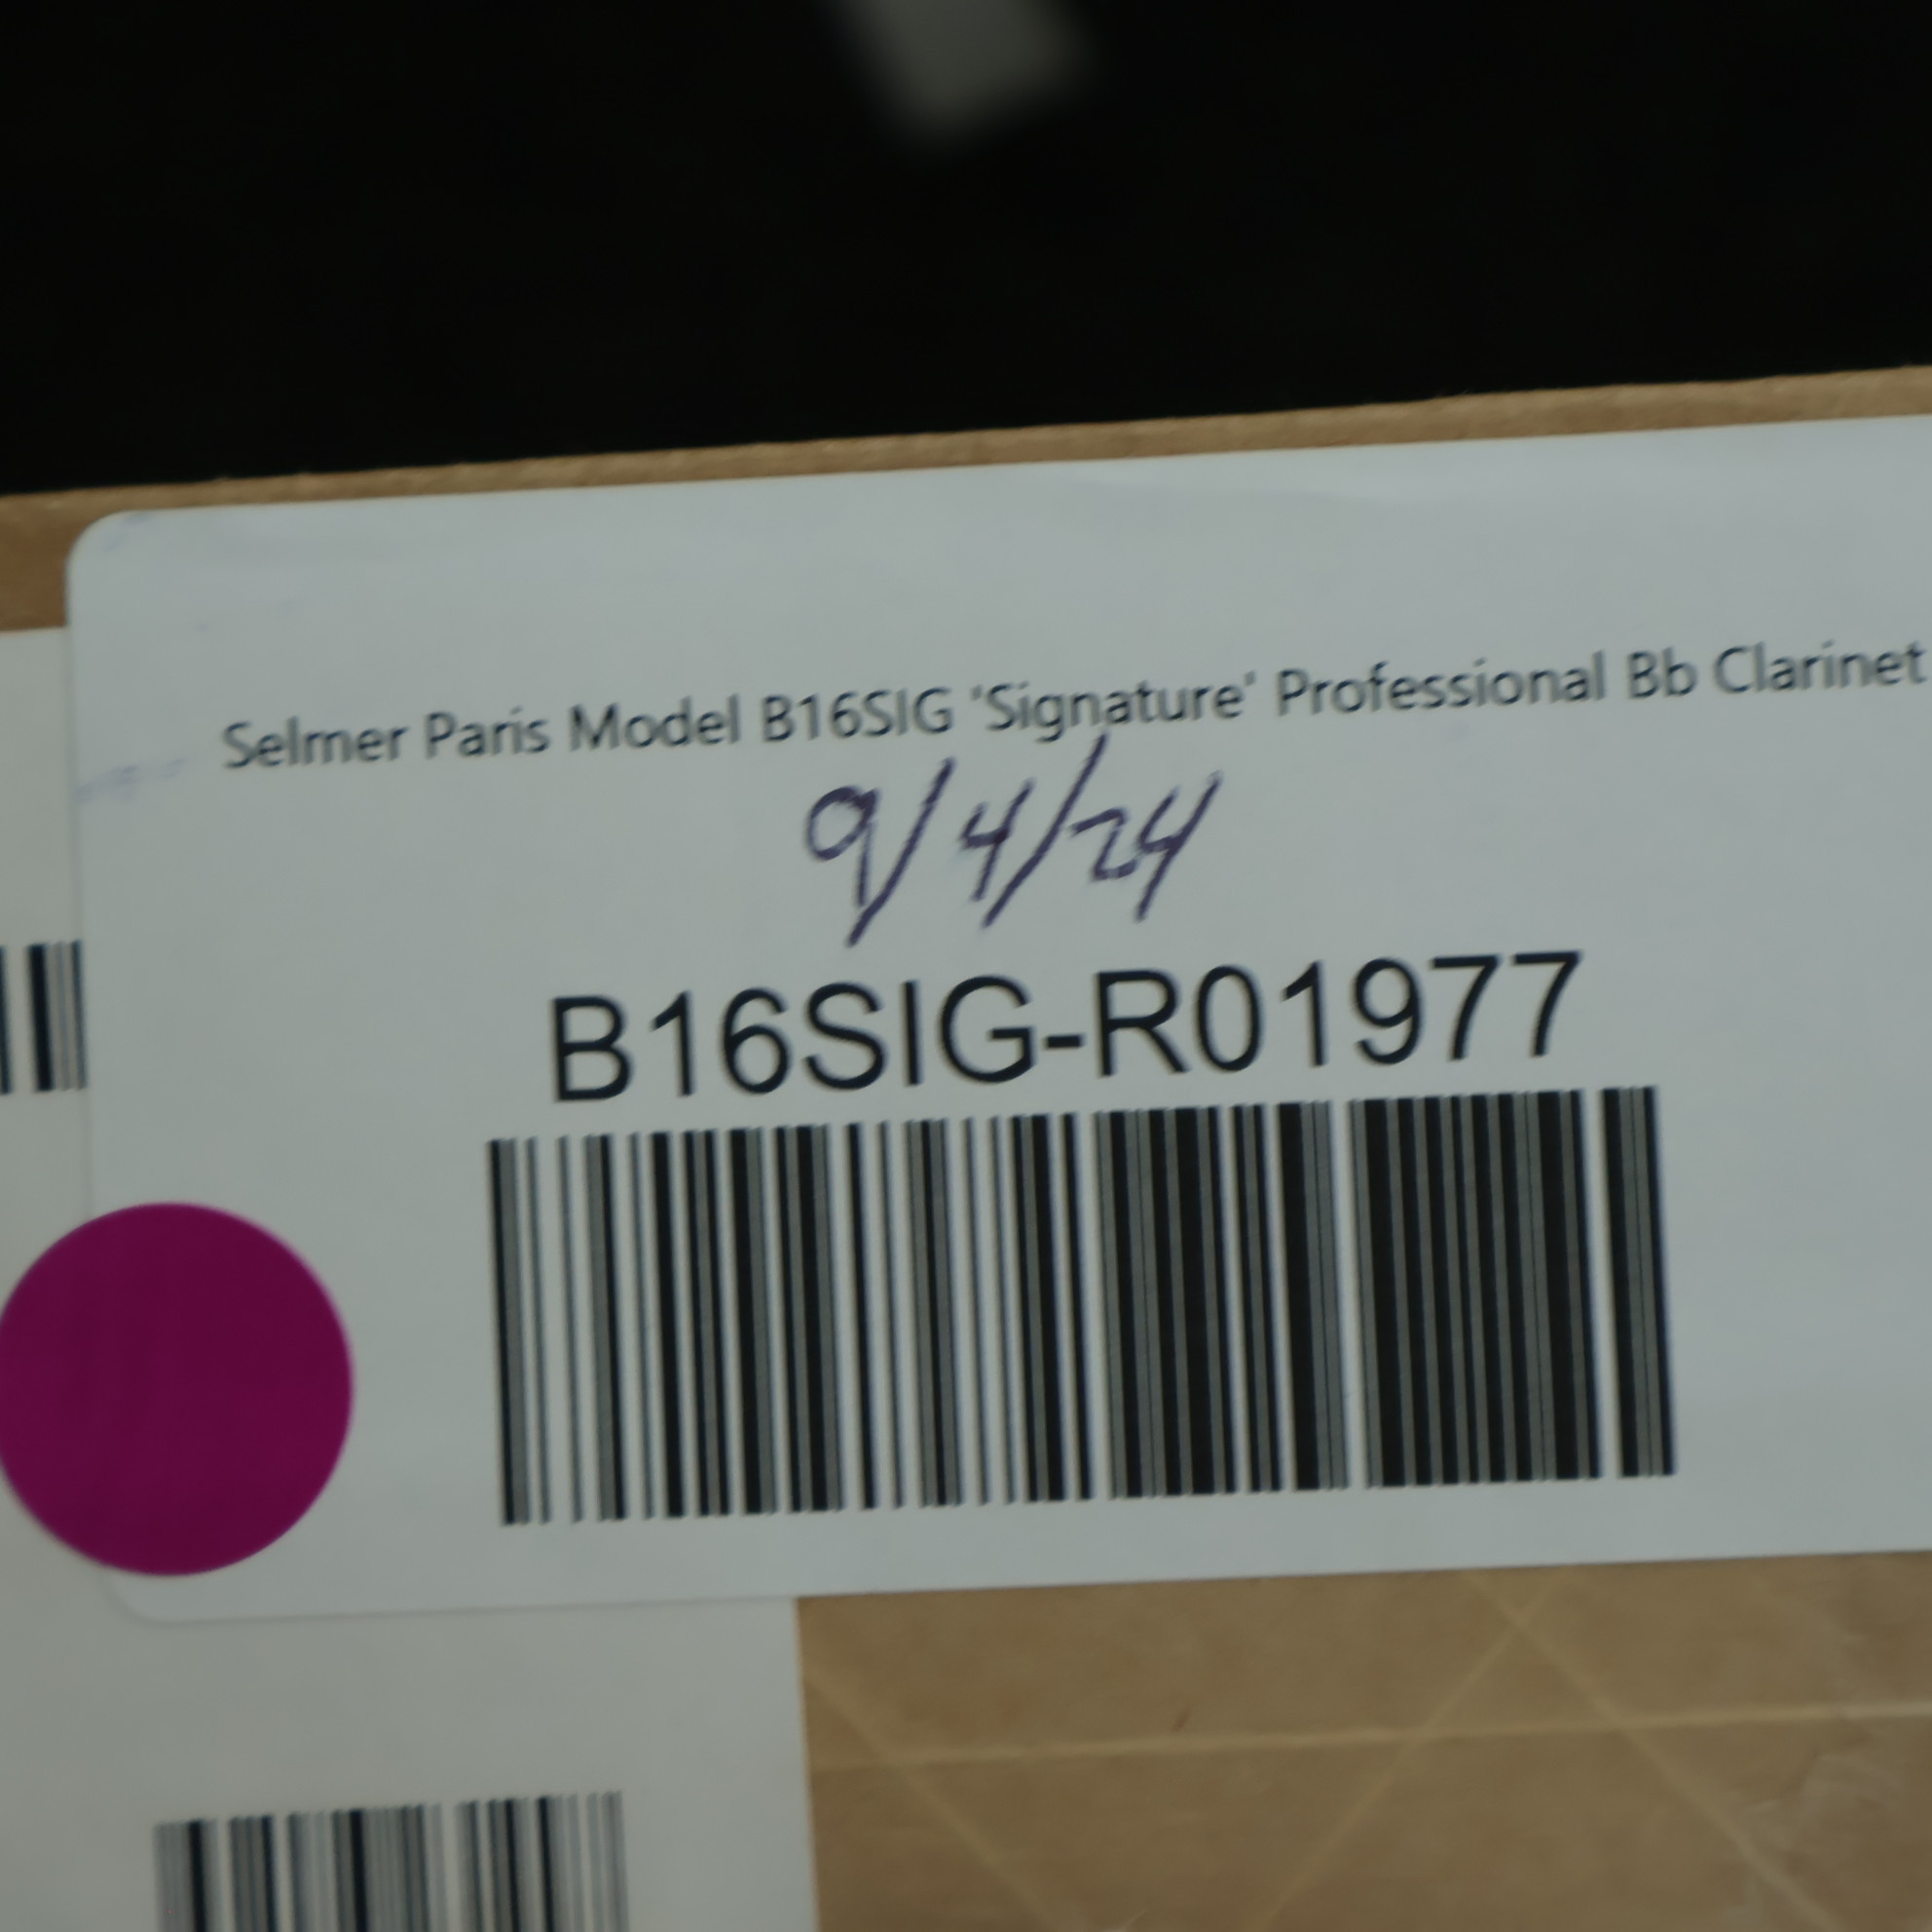 Selmer Paris Model B16SIG 'Signature' Professional Bb Clarinet
9/4/24
B16SIG-R01977